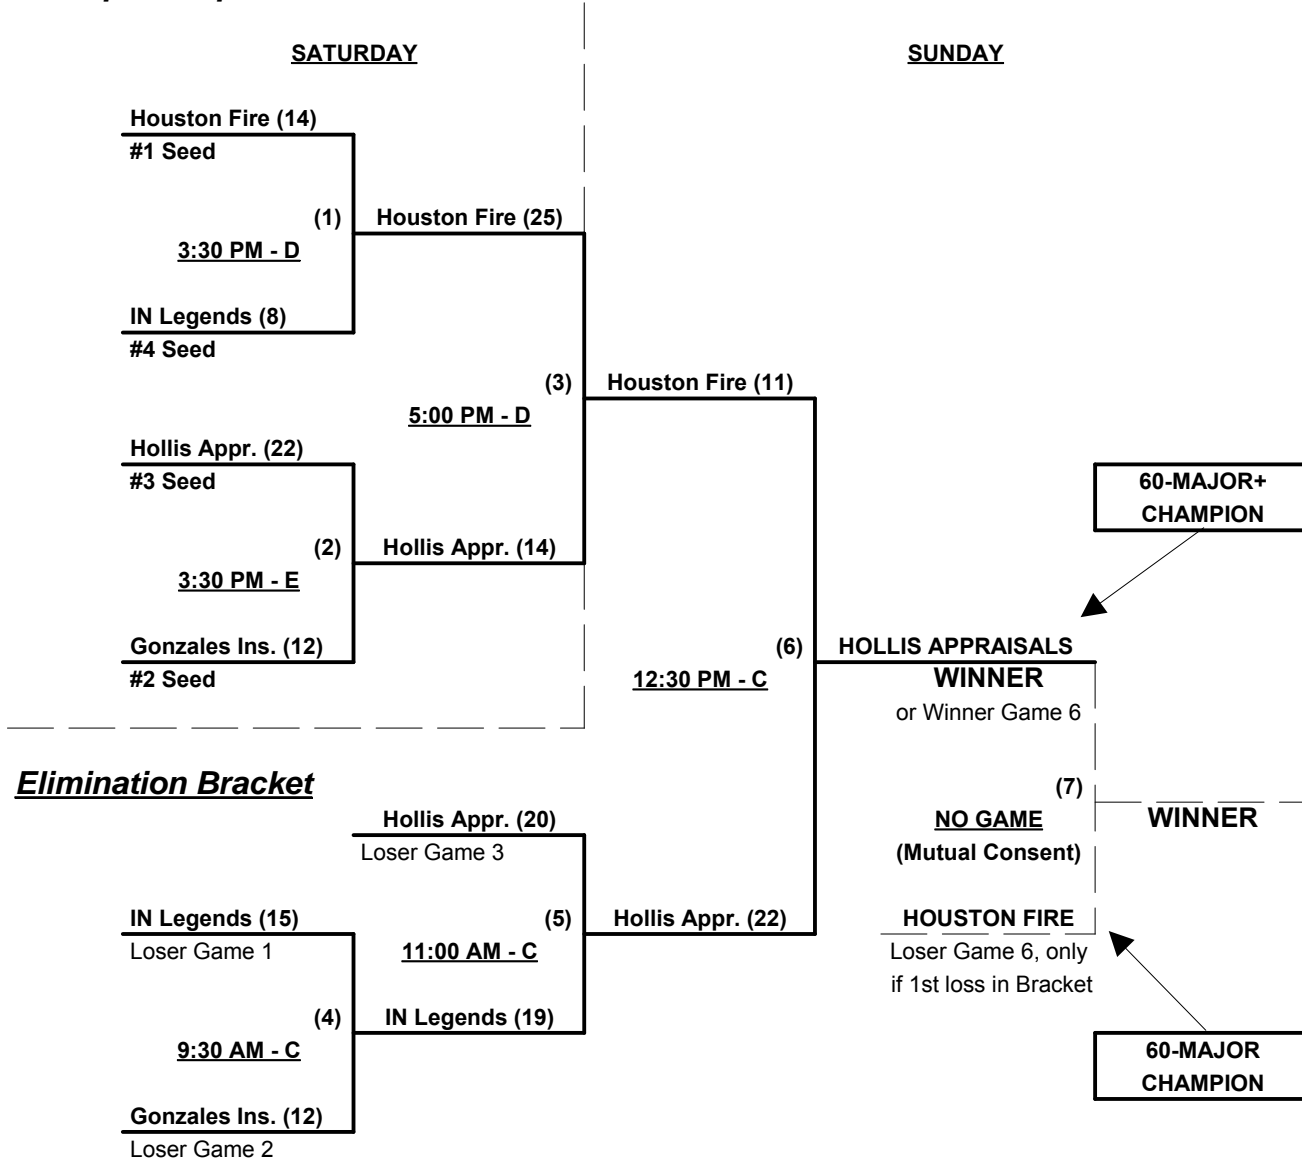 SATURDAY
SUNDAY
Houston Fire (14)
#1 Seed
(1)
Houston Fire (25)
3:30 PM - D
IN Legends (8)
#4 Seed
(3)
Houston Fire (11)
5:00 PM - D
Hollis Appr. (22)
#3 Seed
60-MAJOR+
CHAMPION
(2)
Hollis Appr. (14)
3:30 PM - E
Gonzales Ins. (12)
#2 Seed
(6)
HOLLIS APPRAISALS
12:30 PM - C
WINNER
or Winner Game 6
Elimination Bracket
(7)
Hollis Appr. (20)
NO GAME
WINNER
Loser Game 3
(Mutual Consent)
IN Legends (15)
(5)
Hollis Appr. (22)
HOUSTON FIRE
Loser Game 1
11:00 AM - C
Loser Game 6, only
if 1st loss in Bracket
(4)
IN Legends (19)
9:30 AM - C
60-MAJOR
CHAMPION
Gonzales Ins. (12)
Loser Game 2